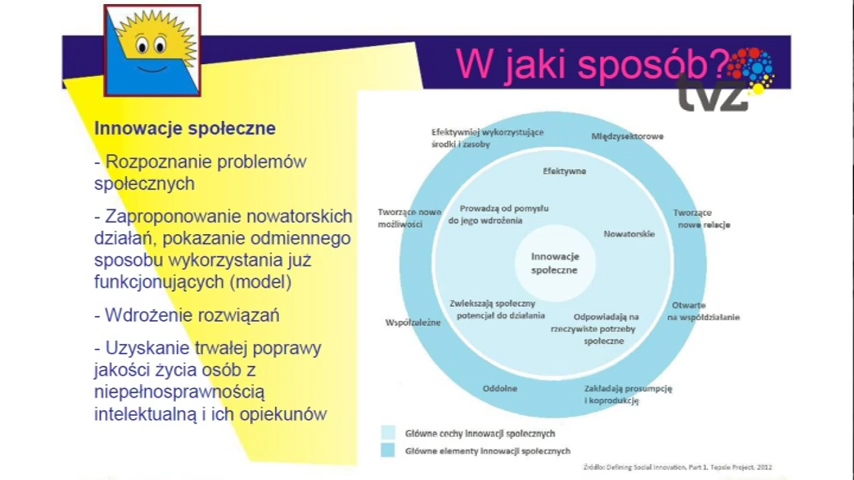 W jaki sposób?
tvz
Innowacje społeczne
- Rozpoznanie problemów
społecznych
- Zaproponowanie nowatorskich
działań, pokazanie odmiennego
sposobu wykorzystania już
funkcjonujących (model)
- Wdrożenie rozwiązań
- Uzyskanie trwałej poprawy
jakości życia osób z
niepełnosprawnością
intelektualną i ich opiekunów
Efektywniej wykorzystujące
środki i zasoby
Międzysektorowe
Efektywne
Tworzące nowe
możliwości
Prowadzą od pomysłu
do jego wdrożenia
Tworzące
nowe relacje
Nowatorskie
Innowacje
społeczne
Zwiekszają społeczny
potencjał do działania
Otwarte
na współdziałanie
Współzależne
Odpowiadają na
rzeczywiste potrzeby
społeczne
Oddolne
Zakładają prosumpcję
i koprodukcję
Główne cechy innowacji społecznych
Główne elementy innowacji społecznych
Źródło: Defining Social Innovation, Part 1, Tepsie Project, 2012